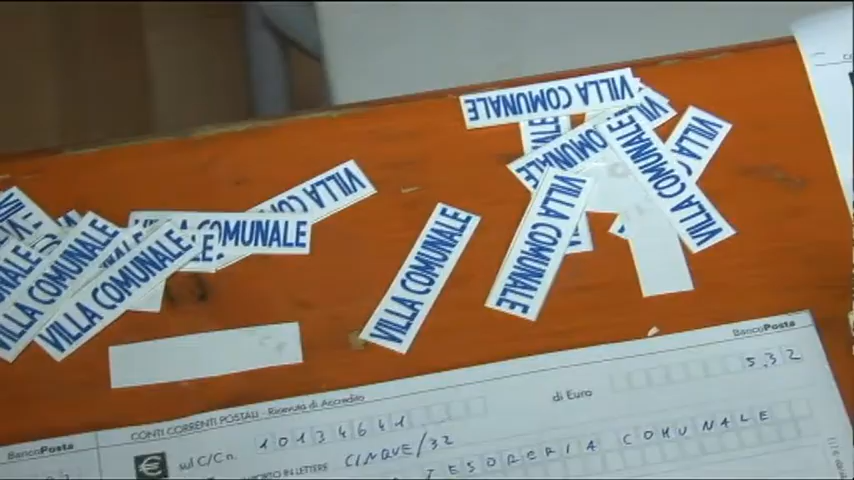 VILLA COMUNALE
VILLA COMUNALE
VILLA COMUNALE
VILLA COMUNALE
VILLA COMUNALE
VILLA COMUNALE
VILLA COMUNALE
VILLA COMUNALE
VILLA
VILLA
BancoPosta
CONTI CORRENTI POSTALI - Ricevuta di Accredito
BancoPosta
€ sul C/C n. 10134641 di Euro 5,32
IN LETTERE CINQUE/32
TESORERIA COMUNALE